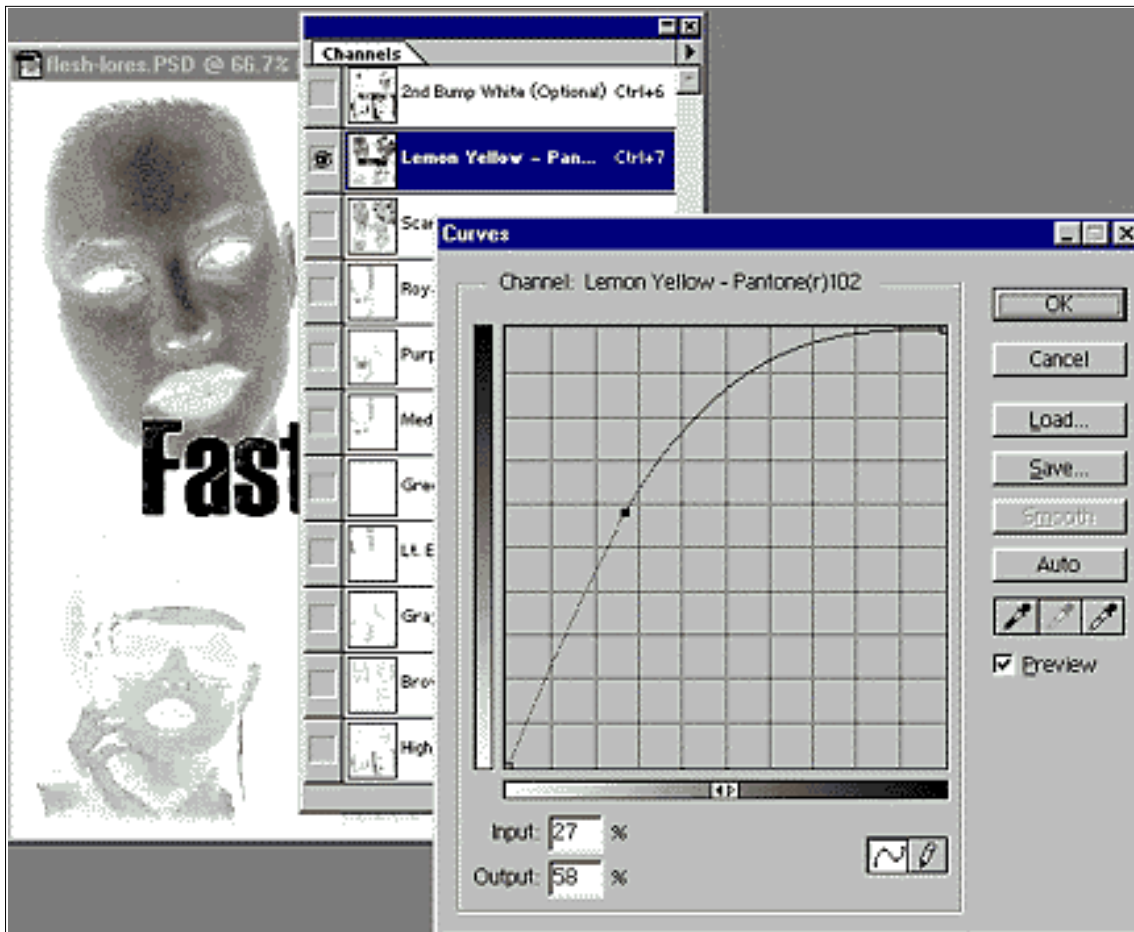 flesh-lores.PSD @ 66.7%
Channels
2nd Bump White (Optional) Ctrl+6
Lemon Yellow - Pan... Ctrl+7
Scar
Roy
Purp
Med
Gree
Lt. E
Gra
Brow
High
Fast
Curves
Channel: Lemon Yellow - Pantone(r)102
OK
Cancel
Load...
Save...
Smooth
Auto
Preview
Input: 27 %
Output: 58 %